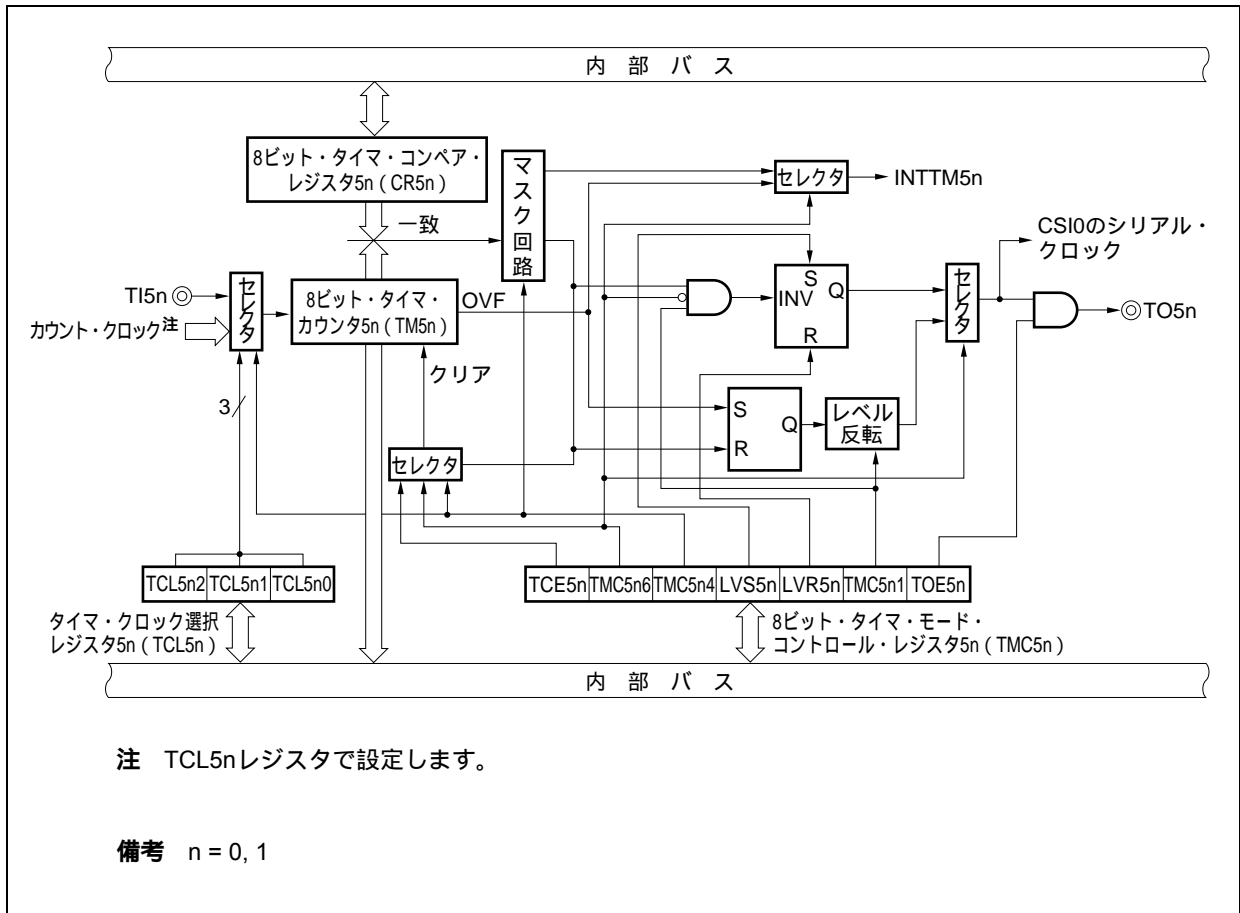 内 部 バ ス
8ビット・タイマ・コンペア・
レジスタ5n（CR5n）
マスク回路
セレクタ
INTTM5n
一致
CSI0のシリアル・
クロック
TI5n
カウント・クロック注
セレクタ
8ビット・タイマ・
カウンタ5n（TM5n）
OVF
S
INV
Q
R
セレクタ
TO5n
クリア
3
S
R
Q
レベル
反転
セレクタ
TCL5n2 TCL5n1 TCL5n0
TCE5n TMC5n6 TMC5n4 LVS5n LVR5n TMC5n1 TOE5n
タイマ・クロック選択
レジスタ5n（TCL5n）
8ビット・タイマ・モード・
コントロール・レジスタ5n（TMC5n）
内 部 バ ス
注 TCL5nレジスタで設定します。
備考 n = 0, 1